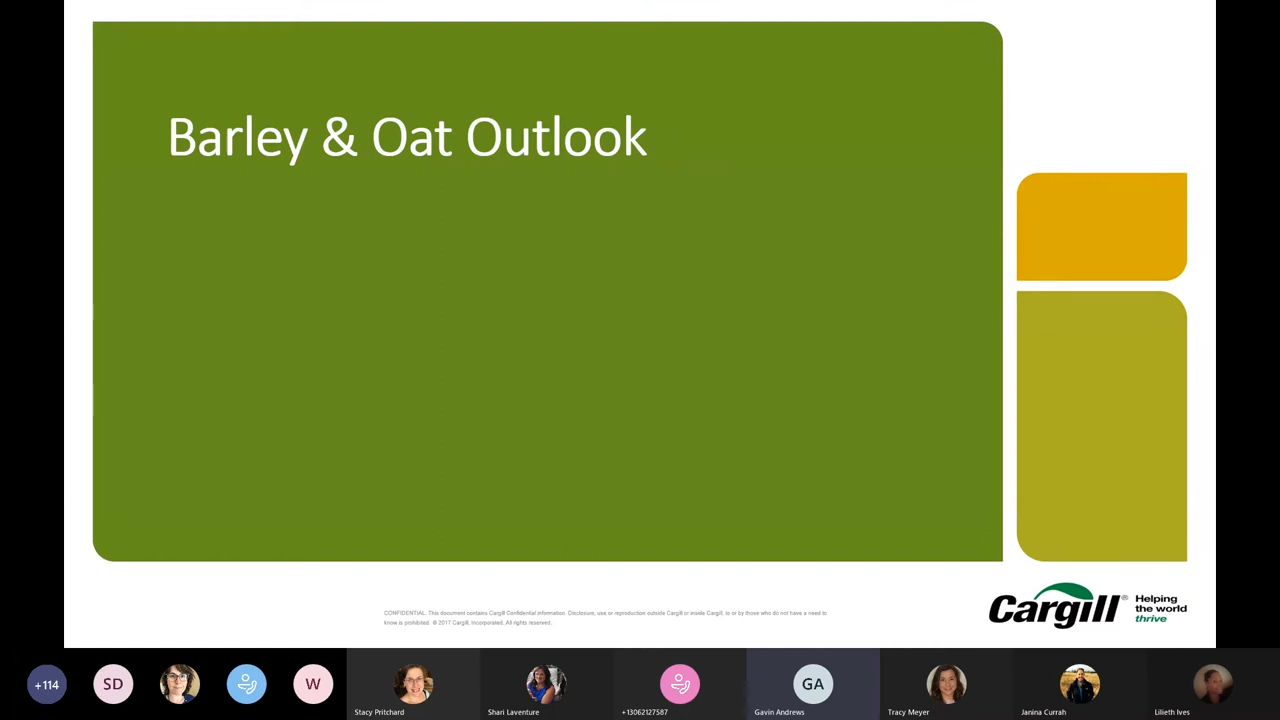 Barley & Oat Outlook
CONFIDENTIAL. This document contains Cargill Confidential information. Disclosure, use or reproduction outside Cargill or inside Cargill, to or by those who do not have a need to
know is prohibited. © 2017 Cargill, Incorporated. All rights reserved.
Cargill®
Helping
the world
thrive
+114
SD
W
GA
Stacy Pritchard
Shari Laventure
+13062127587
Gavin Andrews
Tracy Meyer
Janina Currah
Lilieth Ives